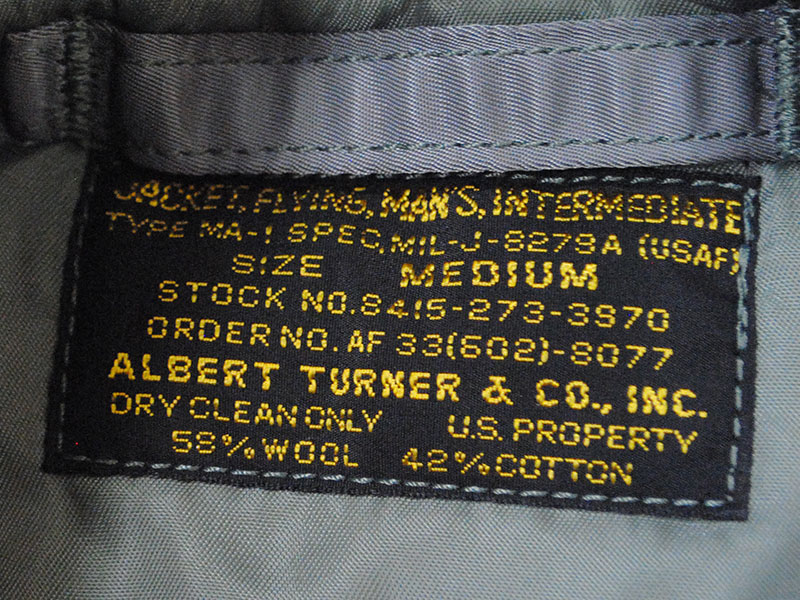 JACKET, FLYING, MAN'S, INTERMEDIATE
TYPE MA-1 SPEC, MIL-J-8279A (USAF)
SIZE MEDIUM
STOCK NO. 8415-273-3970
ORDER NO. AF 33(602)-8077
ALBERT TURNER & CO., INC.
DRY CLEAN ONLY U.S. PROPERTY
58% WOOL 42% COTTON